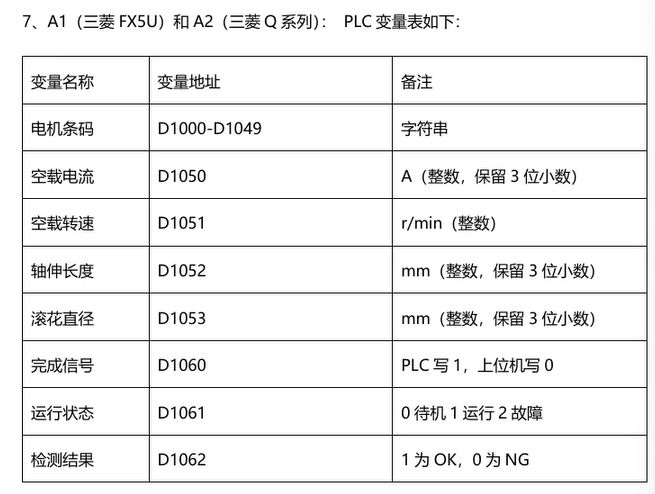 7、A1（三菱 FX5U）和 A2（三菱 Q 系列）： PLC 变量表如下：
变量名称 变量地址 备注
电机条码 D1000-D1049 字符串
空载电流 D1050 A（整数，保留 3 位小数）
空载转速 D1051 r/min（整数）
轴伸长度 D1052 mm（整数，保留 3 位小数）
滚花直径 D1053 mm（整数，保留 3 位小数）
完成信号 D1060 PLC 写 1，上位机写 0
运行状态 D1061 0 待机 1 运行 2 故障
检测结果 D1062 1 为 OK，0 为 NG